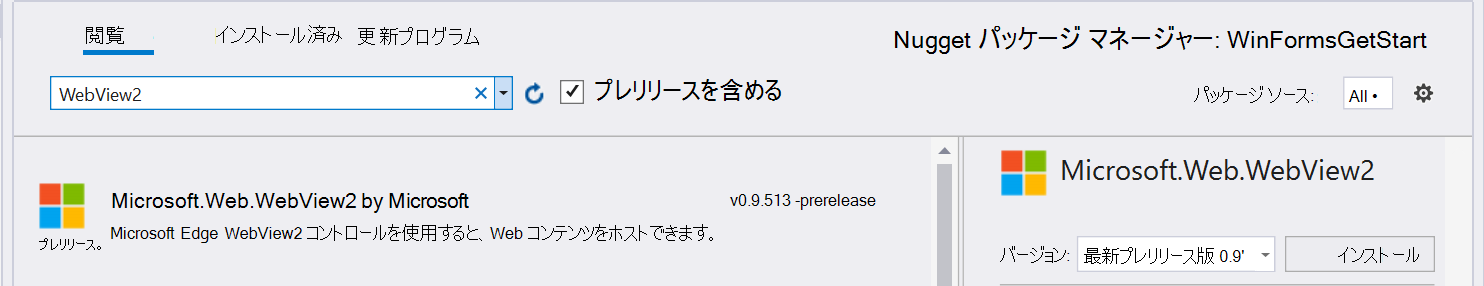 閲覧 インストール済み 更新プログラム Nugget パッケージ マネージャー: WinFormsGetStart
WebView2 プレリリースを含める パッケージ ソース: All •
Microsoft.Web.WebView2 by Microsoft v0.9.513 -prerelease
Microsoft Edge WebView2 コントロールを使用すると、Web コンテンツをホストできます。
プレリリース。
Microsoft.Web.WebView2
バージョン: 最新プレリリース版 0.9' インストール